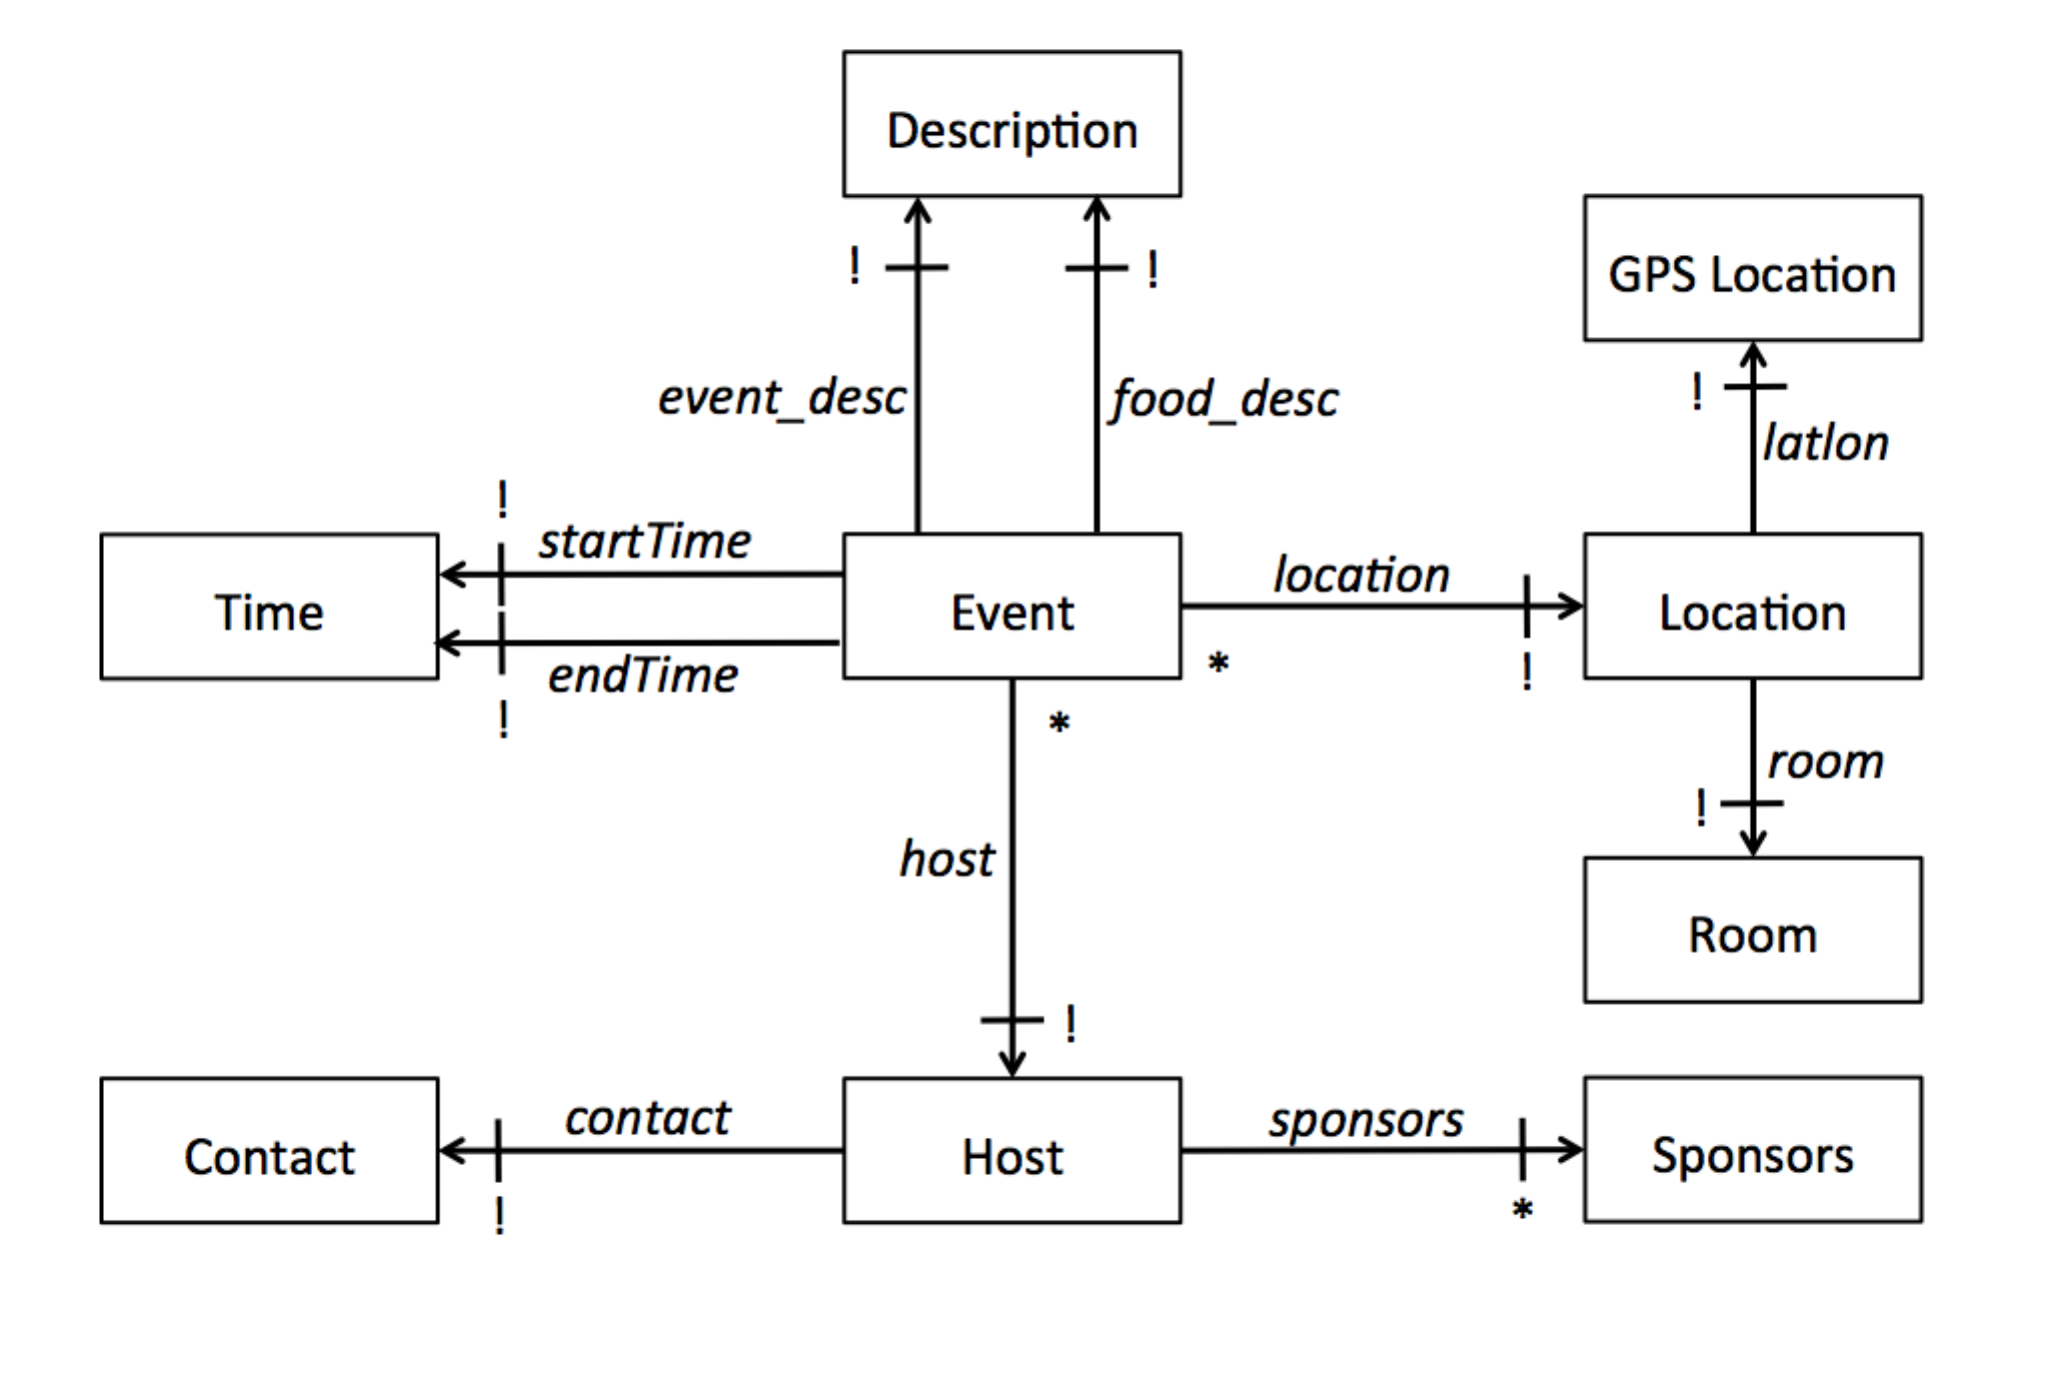 Description
GPS Location
! !
!
event_desc food_desc
latlon
!
startTime
location
Time
Event
Location
endTime
* !
!
*
room
!
host
Room
!
contact
sponsors
Contact
Host
Sponsors
! *